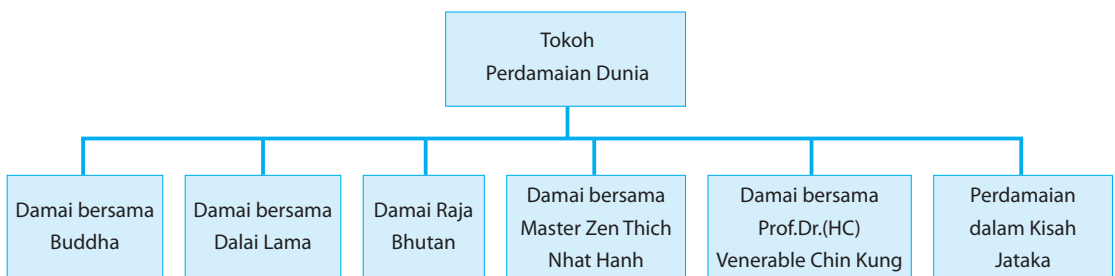 Tokoh
Perdamaian Dunia
Damai bersama
Buddha
Damai bersama
Dalai Lama
Damai Raja
Bhutan
Damai bersama
Master Zen Thich
Nhat Hanh
Damai bersama
Prof.Dr.(HC)
Venerable Chin Kung
Perdamaian
dalam Kisah
Jataka